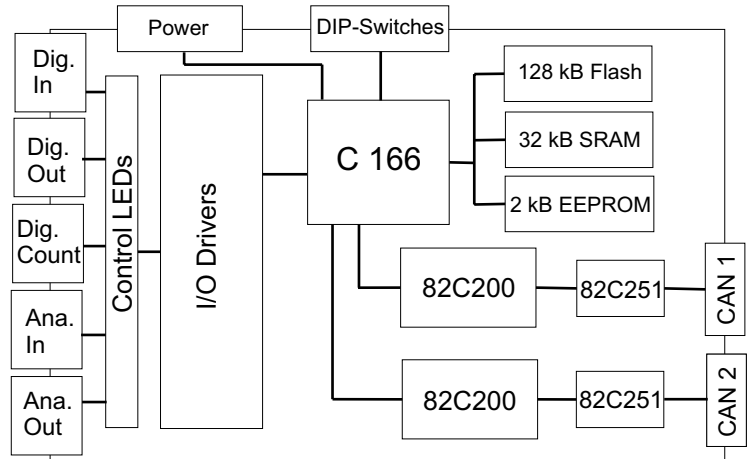 Power
DIP-Switches
Dig.
In
Dig.
Out
Dig.
Count
Ana.
In
Ana.
Out
Control LEDs
I/O Drivers
C 166
128 kB Flash
32 kB SRAM
2 kB EEPROM
82C200
82C251
CAN 1
82C200
82C251
CAN 2